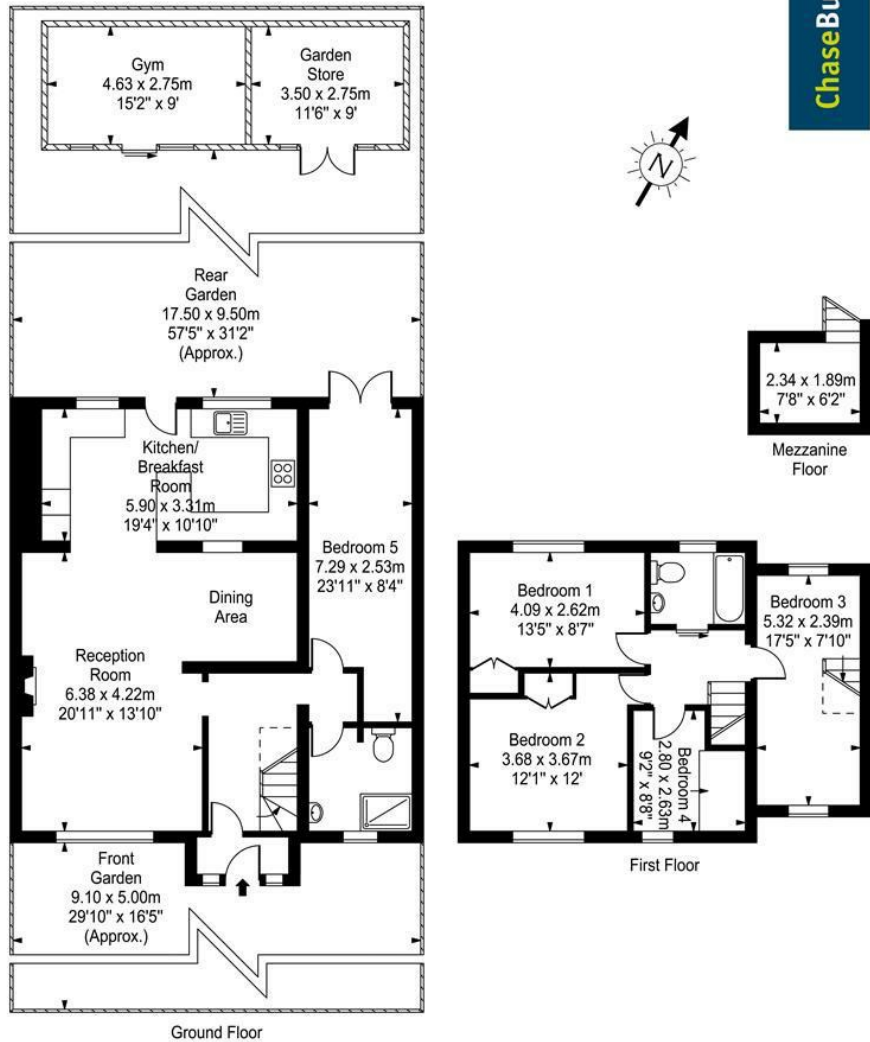 Gym
4.63 x 2.75m
15'2" x 9'
Garden
Store
3.50 x 2.75m
11'6" x 9'
ChaseBu
N
Rear
Garden
17.50 x 9.50m
57'5" x 31'2"
(Approx.)
2.34 x 1.89m
7'8" x 6'2"
Mezzanine
Floor
Kitchen/
Breakfast
Room
5.90 x 3.31m
19'4" x 10'10"
Bedroom 5
7.29 x 2.53m
23'11" x 8'4"
Dining
Area
Reception
Room
6.38 x 4.22m
20'11" x 13'10"
Bedroom 1
4.09 x 2.62m
13'5" x 8'7"
Bedroom 3
5.32 x 2.39m
17'5" x 7'10"
Bedroom 2
3.68 x 3.67m
12'1" x 12'
Bedroom 4
2.80 x 2.63m
9'2" x 8'8"
First Floor
Front
Garden
9.10 x 5.00m
29'10" x 16'5"
(Approx.)
Ground Floor